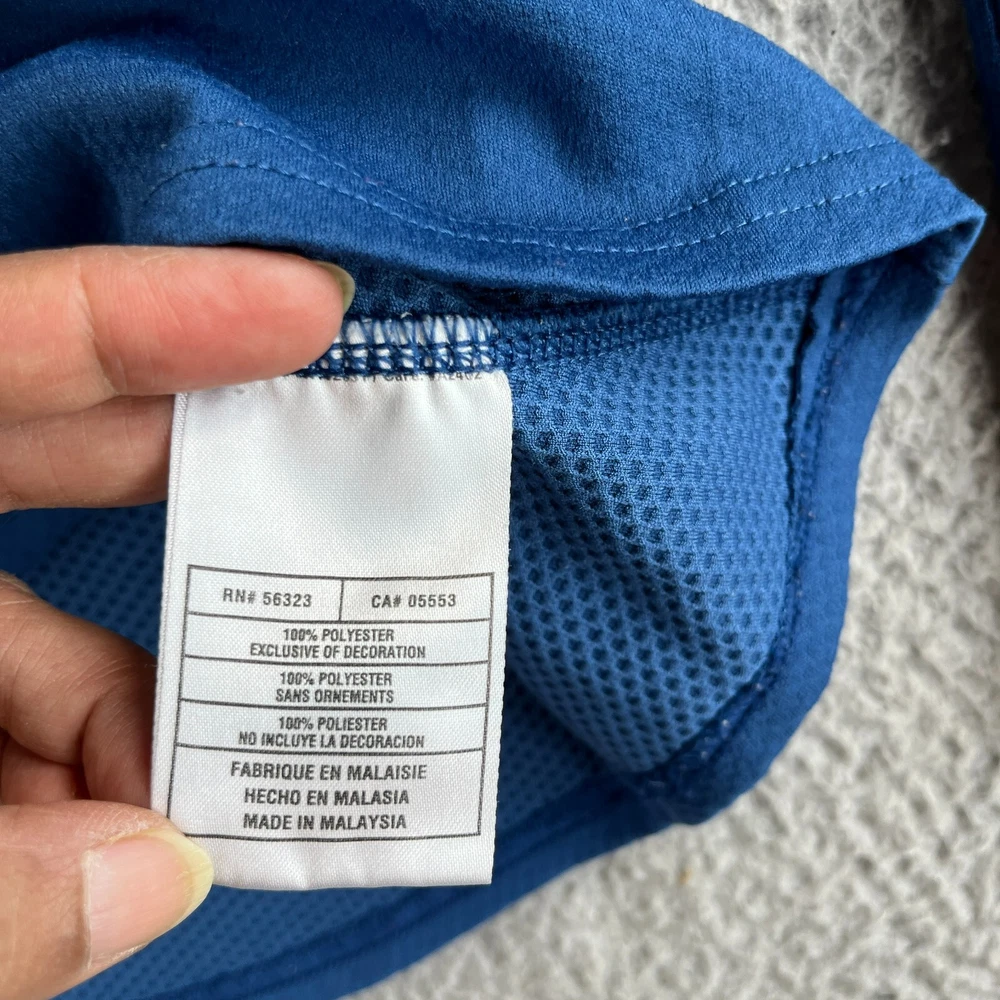 RN# 56323 CA# 05553
100% POLYESTER
EXCLUSIVE OF DECORATION
100% POLYESTER
SANS ORNEMENTS
100% POLIESTER
NO INCLUYE LA DECORACION
FABRIQUE EN MALAISIE
HECHO EN MALASIA
MADE IN MALAYSIA